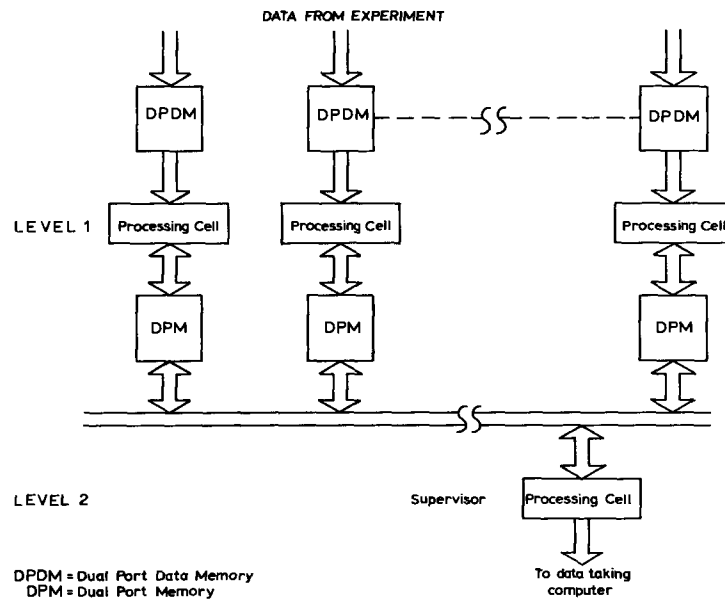 DATA FROM EXPERIMENT
DPDM
DPDM
DPDM
LEVEL 1
Processing Cell
Processing Cell
Processing Cell
DPM
DPM
DPM
LEVEL 2
Supervisor
Processing Cell
DPDM = Dual Port Data Memory
DPM = Dual Port Memory
To data taking
computer